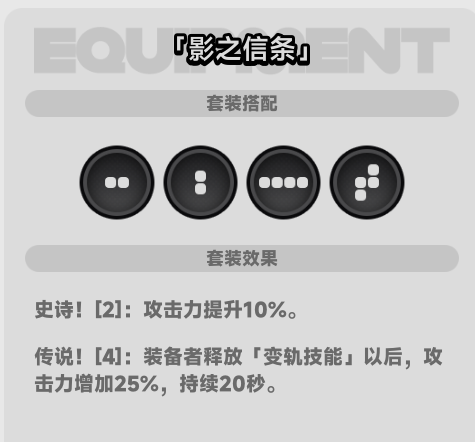 EQUIPMENT
「影之信条」
套装搭配
套装效果
史诗！[2]：攻击力提升10%。
传说！[4]：装备者释放「变轨技能」以后，攻
击力增加25%，持续20秒。